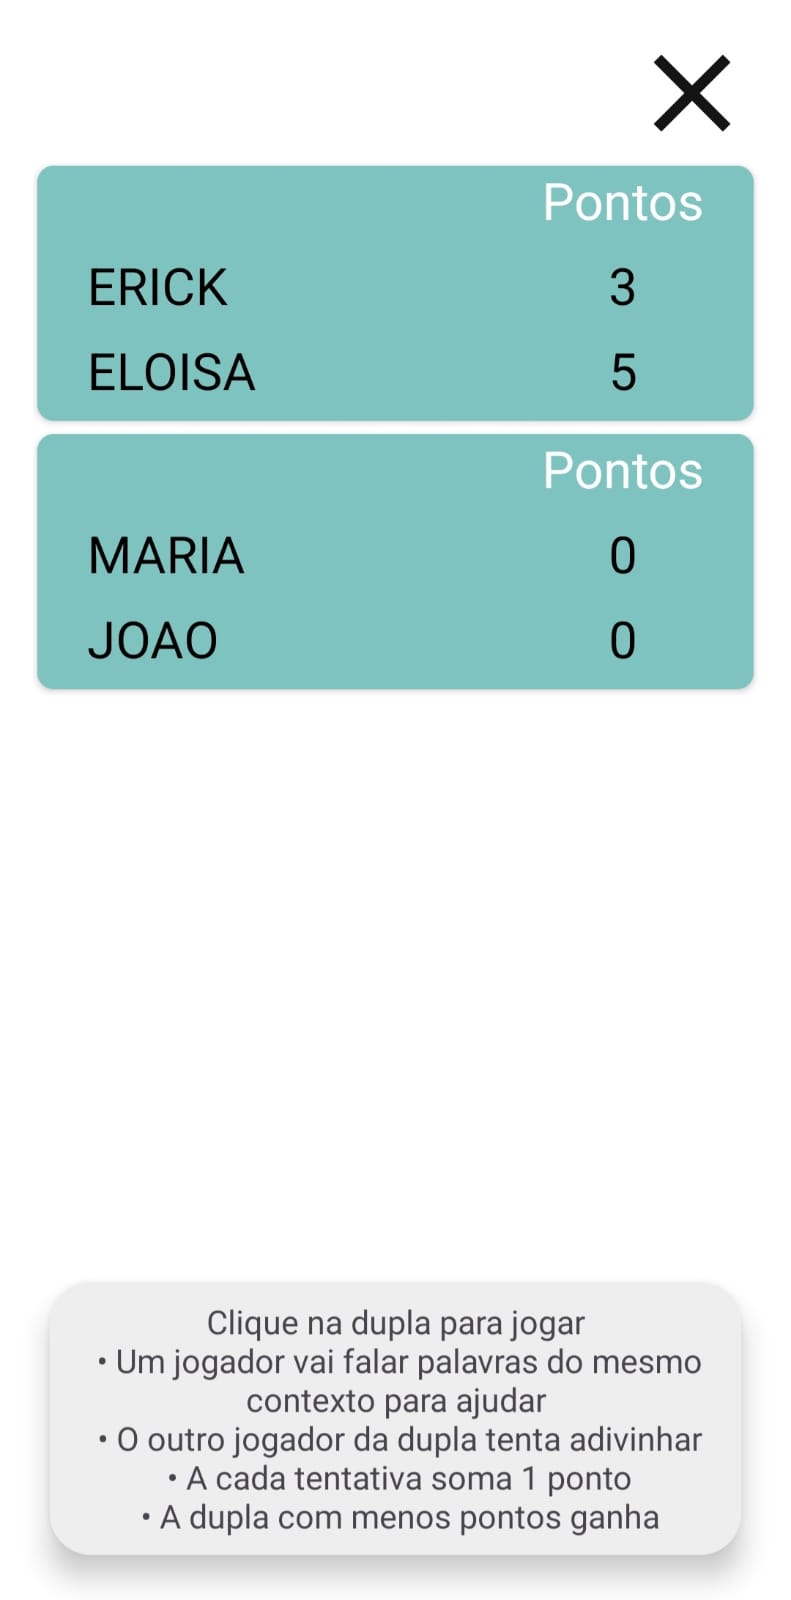 Pontos
ERICK 3
ELOISA 5
Pontos
MARIA 0
JOAO 0
Clique na dupla para jogar
• Um jogador vai falar palavras do mesmo
contexto para ajudar
• O outro jogador da dupla tenta adivinhar
• A cada tentativa soma 1 ponto
• A dupla com menos pontos ganha